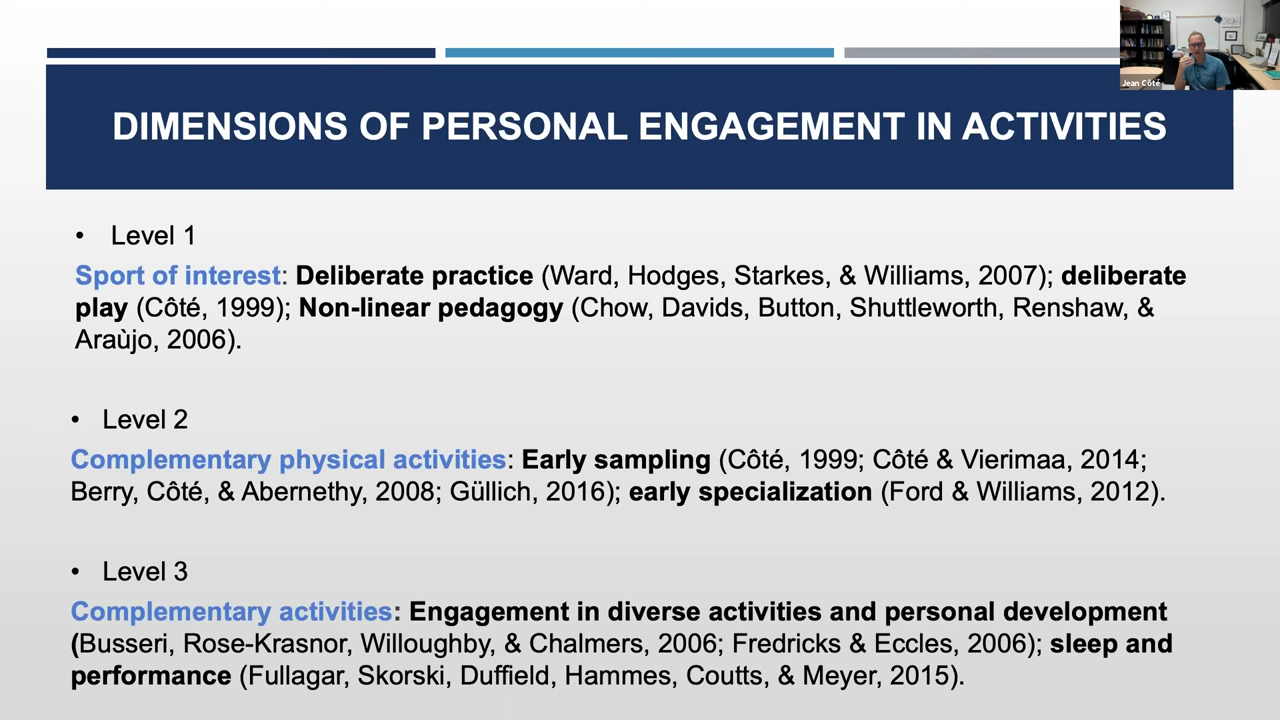 Jean Côté
DIMENSIONS OF PERSONAL ENGAGEMENT IN ACTIVITIES
• Level 1
Sport of interest: Deliberate practice (Ward, Hodges, Starkes, & Williams, 2007); deliberate
play (Côté, 1999); Non-linear pedagogy (Chow, Davids, Button, Shuttleworth, Renshaw, &
Araùjo, 2006).
• Level 2
Complementary physical activities: Early sampling (Côté, 1999; Côté & Vierimaa, 2014;
Berry, Côté, & Abernethy, 2008; Güllich, 2016); early specialization (Ford & Williams, 2012).
• Level 3
Complementary activities: Engagement in diverse activities and personal development
(Busseri, Rose-Krasnor, Willoughby, & Chalmers, 2006; Fredricks & Eccles, 2006); sleep and
performance (Fullagar, Skorski, Duffield, Hammes, Coutts, & Meyer, 2015).